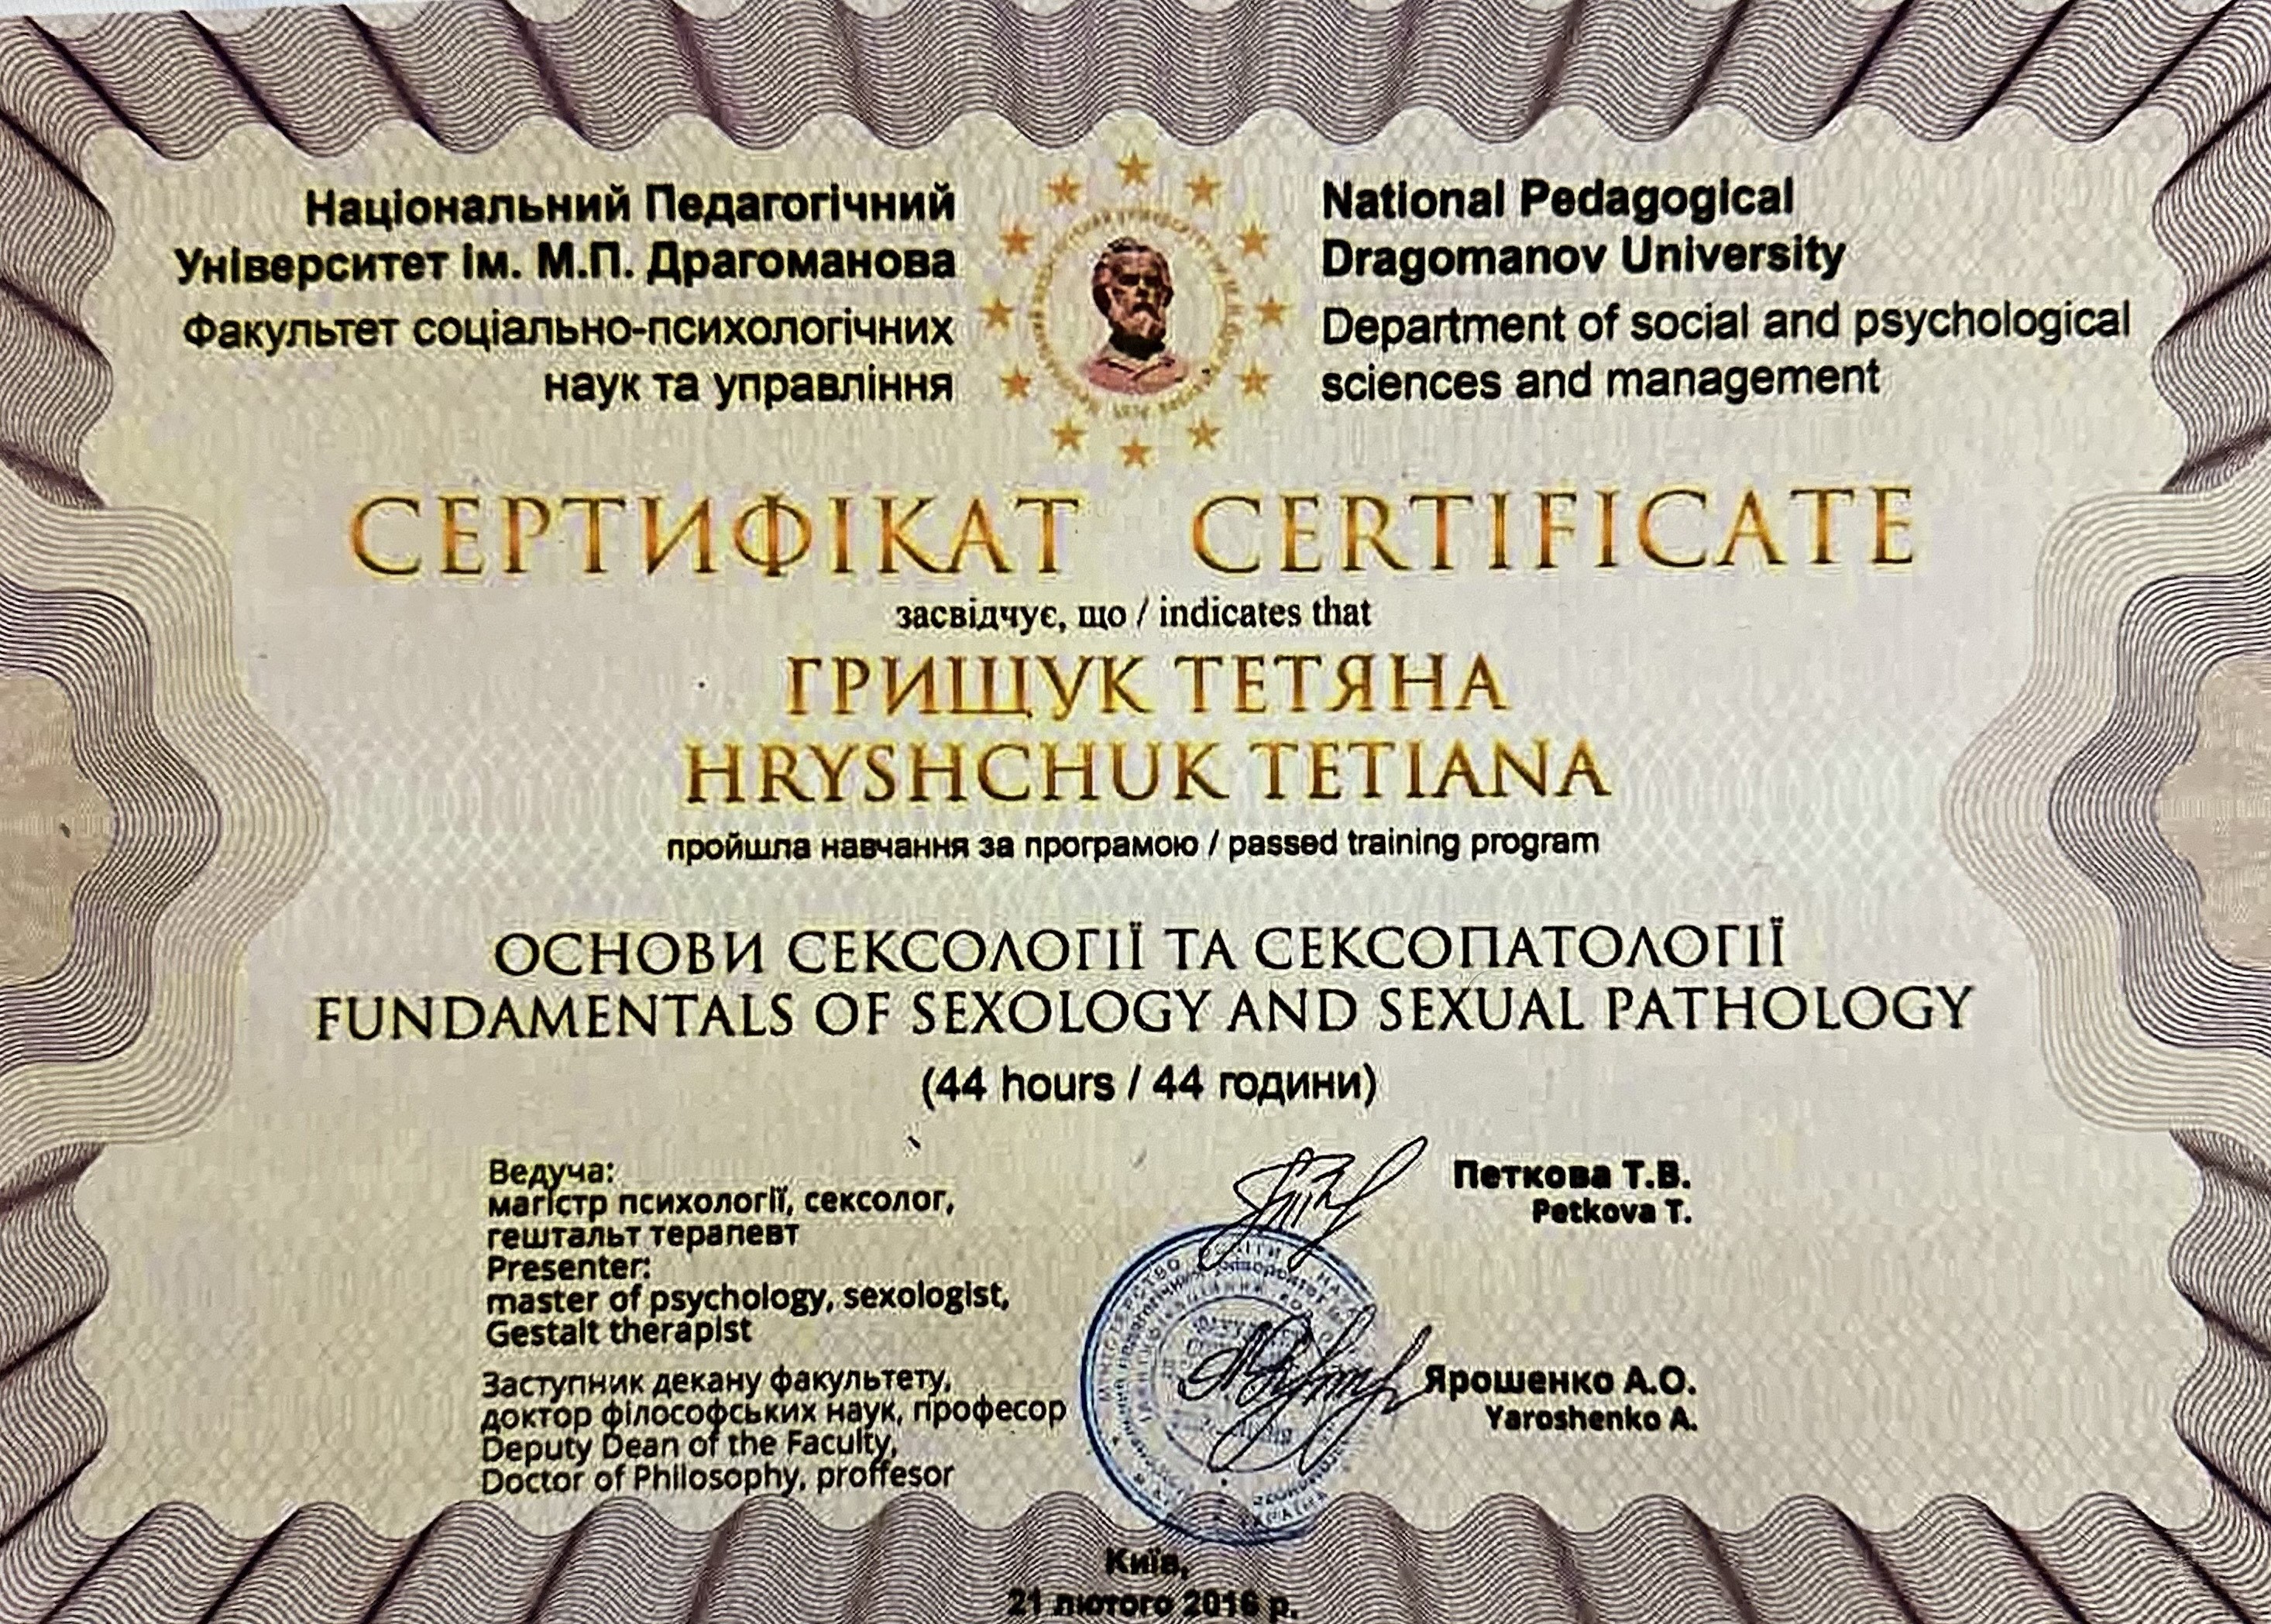 Національний Педагогічний
Університет ім. М.П. Драгоманова
Факультет соціально-психологічних
наук та управління
National Pedagogical
Dragomanov University
Department of social and psychological
sciences and management
СЕРТИФІКАТ CERTIFICATE
засвідчує, що / indicates that
ГРИЩУК ТЕТЯНА
HRYSHCHUK TETIANA
пройшла навчання за програмою / passed training program
ОСНОВИ СЕКСОЛОГІЇ ТА СЕКСОПАТОЛОГІЇ
FUNDAMENTALS OF SEXOLOGY AND SEXUAL PATHOLOGY
(44 hours / 44 години)
Ведуча:
магістр психології, сексолог,
гештальт терапевт
Presenter:
master of psychology, sexologist,
Gestalt therapist
Петкова Т.В.
Petkova T.
Заступник декану факультету,
доктор філософських наук, професор
Deputy Dean of the Faculty,
Doctor of Philosophy, proffesor
Ярошенко А.О.
Yaroshenko A.
Київ,
21 лютого 2016 р.